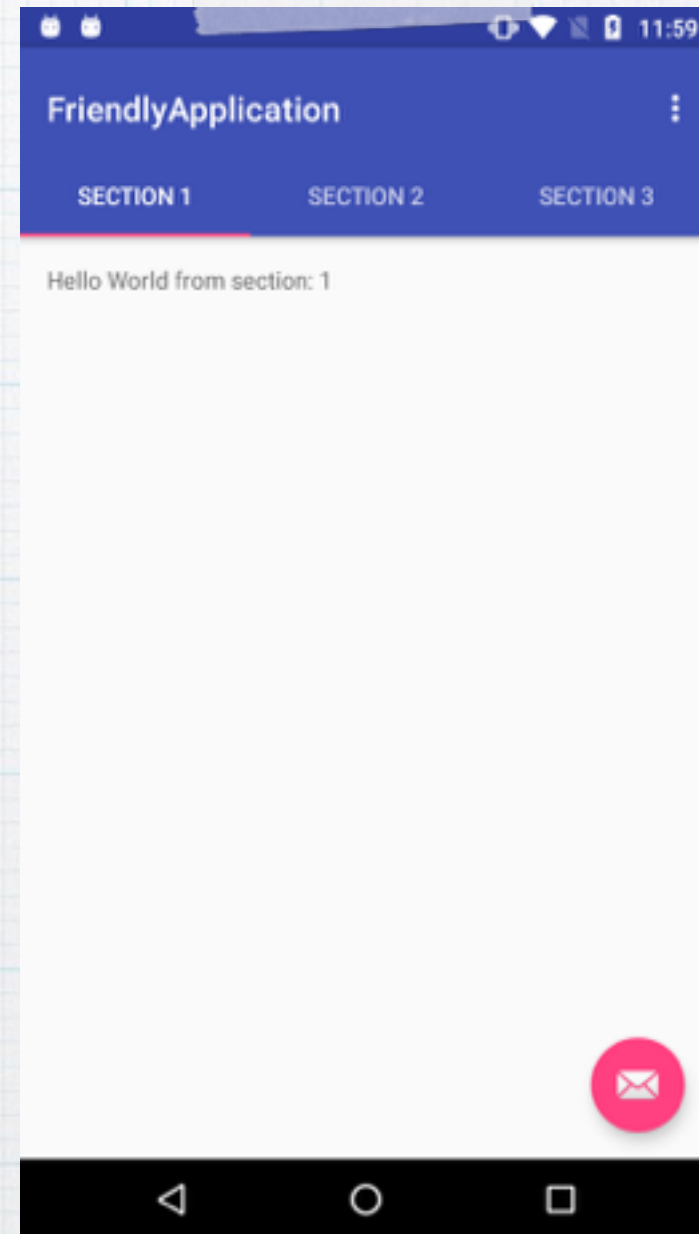 11:59
FriendlyApplication
SECTION 1 SECTION 2 SECTION 3
Hello World from section: 1